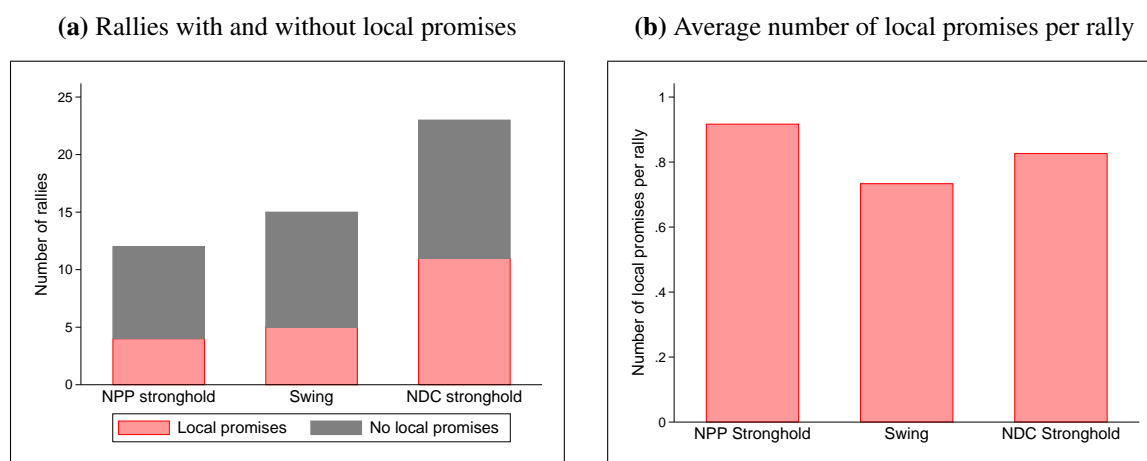 (a) Rallies with and without local promises
Number of rallies
25
20
15
10
5
0
NPP stronghold Swing NDC stronghold
Local promises No local promises
(b) Average number of local promises per rally
Number of local promises per rally
1
.8
.6
.4
.2
0
NPP Stronghold Swing NDC Stronghold